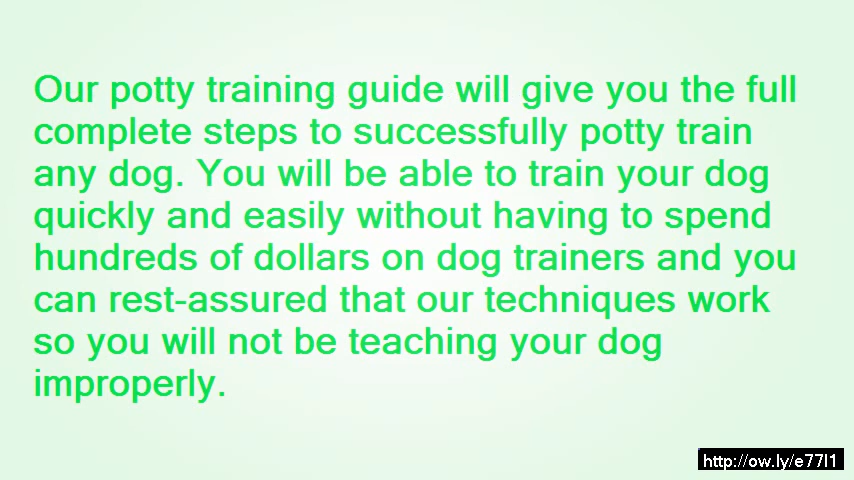 Our potty training guide will give you the full
complete steps to successfully potty train
any dog. You will be able to train your dog
quickly and easily without having to spend
hundreds of dollars on dog trainers and you
can rest-assured that our techniques work
so you will not be teaching your dog
improperly.
http://ow.ly/e77l1